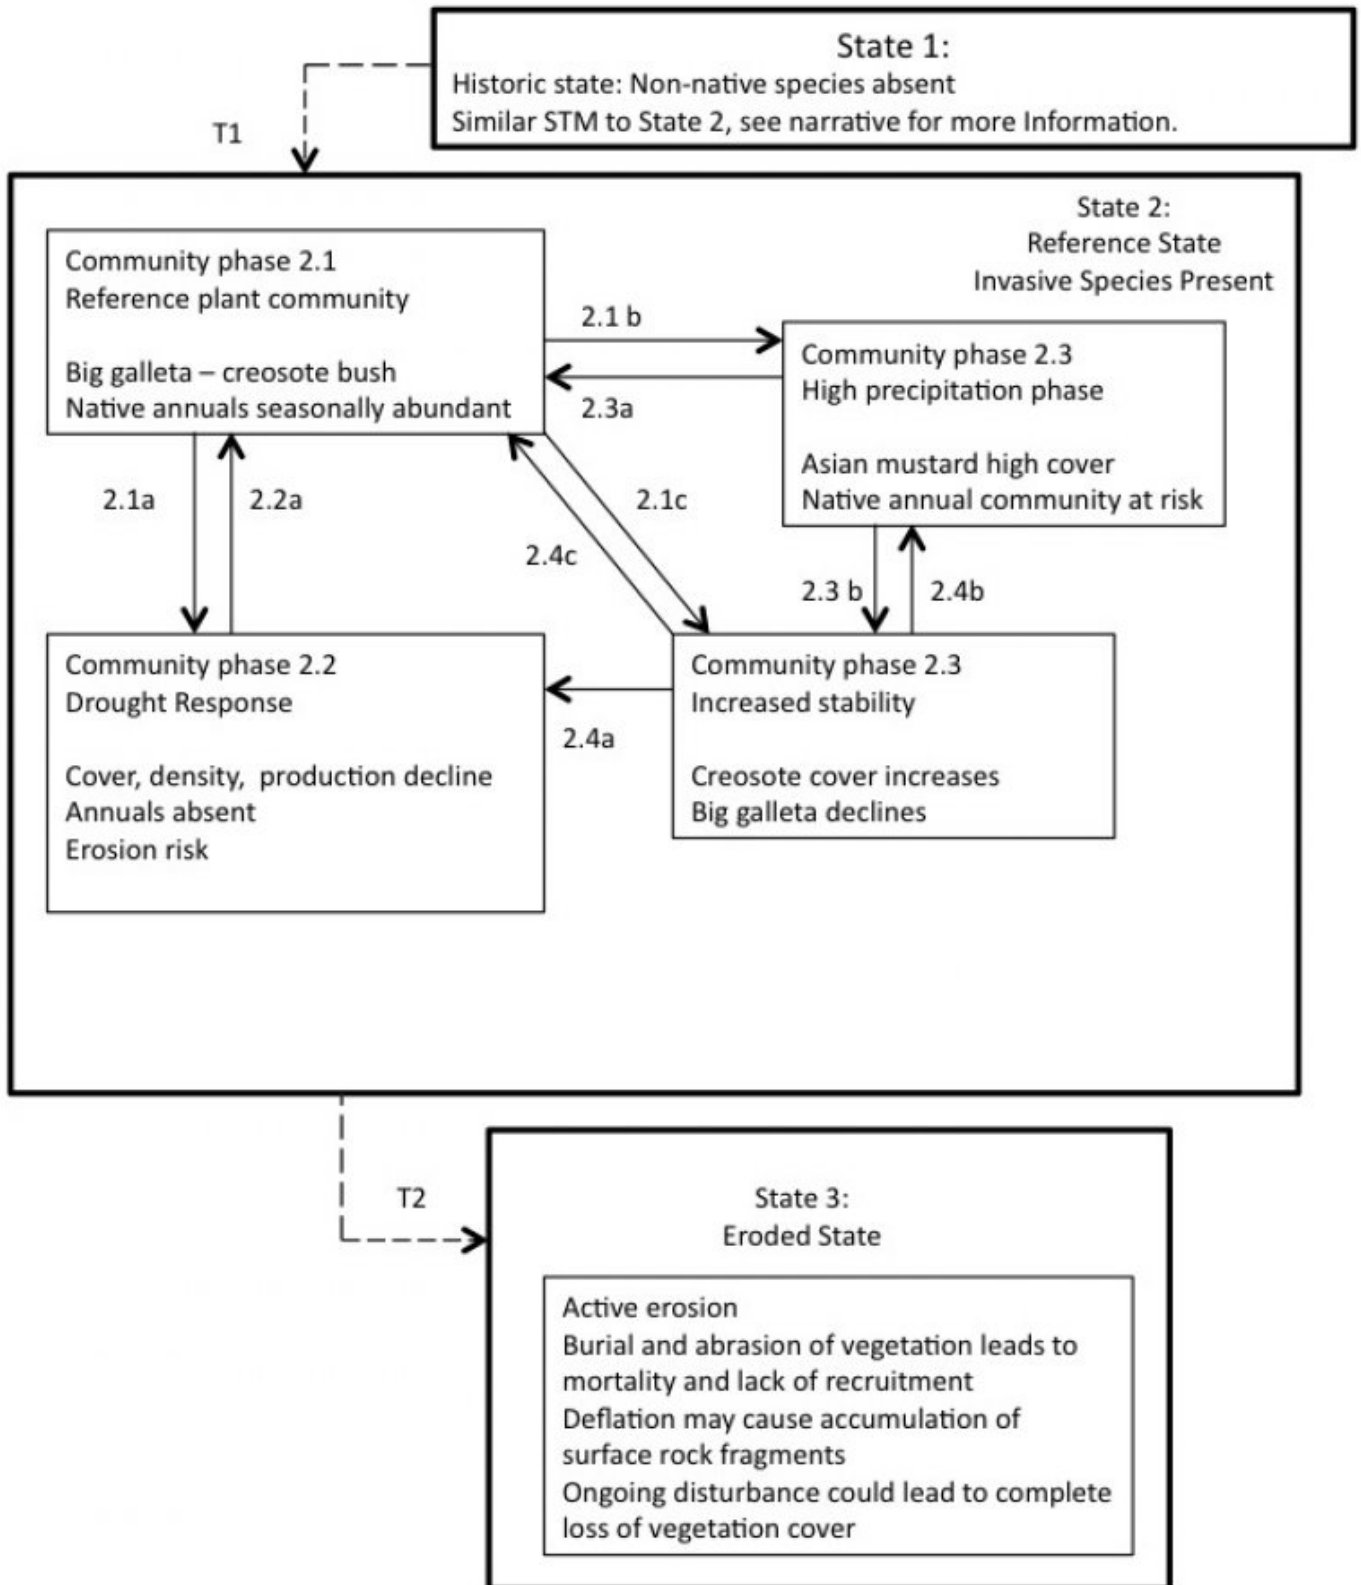 State 1:
Historic state: Non-native species absent
Similar STM to State 2, see narrative for more Information.
T1
State 2:
Reference State
Invasive Species Present
Community phase 2.1
Reference plant community
Big galleta – creosote bush
Native annuals seasonally abundant
2.1 b
2.3a
Community phase 2.3
High precipitation phase
Asian mustard high cover
Native annual community at risk
2.1a
2.2a
2.1c
2.4c
2.3 b
2.4b
Community phase 2.2
Drought Response
Cover, density, production decline
Annuals absent
Erosion risk
2.4a
Community phase 2.3
Increased stability
Creosote cover increases
Big galleta declines
T2
State 3:
Eroded State
Active erosion
Burial and abrasion of vegetation leads to
mortality and lack of recruitment
Deflation may cause accumulation of
surface rock fragments
Ongoing disturbance could lead to complete
loss of vegetation cover